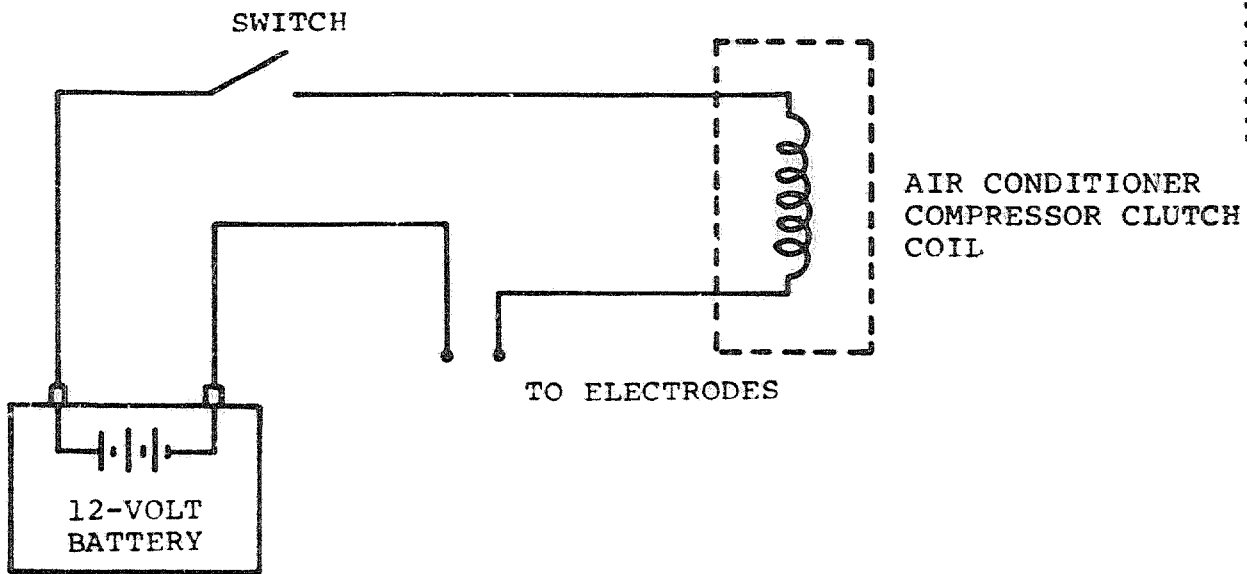 SWITCH
AIR CONDITIONER
COMPRESSOR CLUTCH
COIL
TO ELECTRODES
12-VOLT
BATTERY